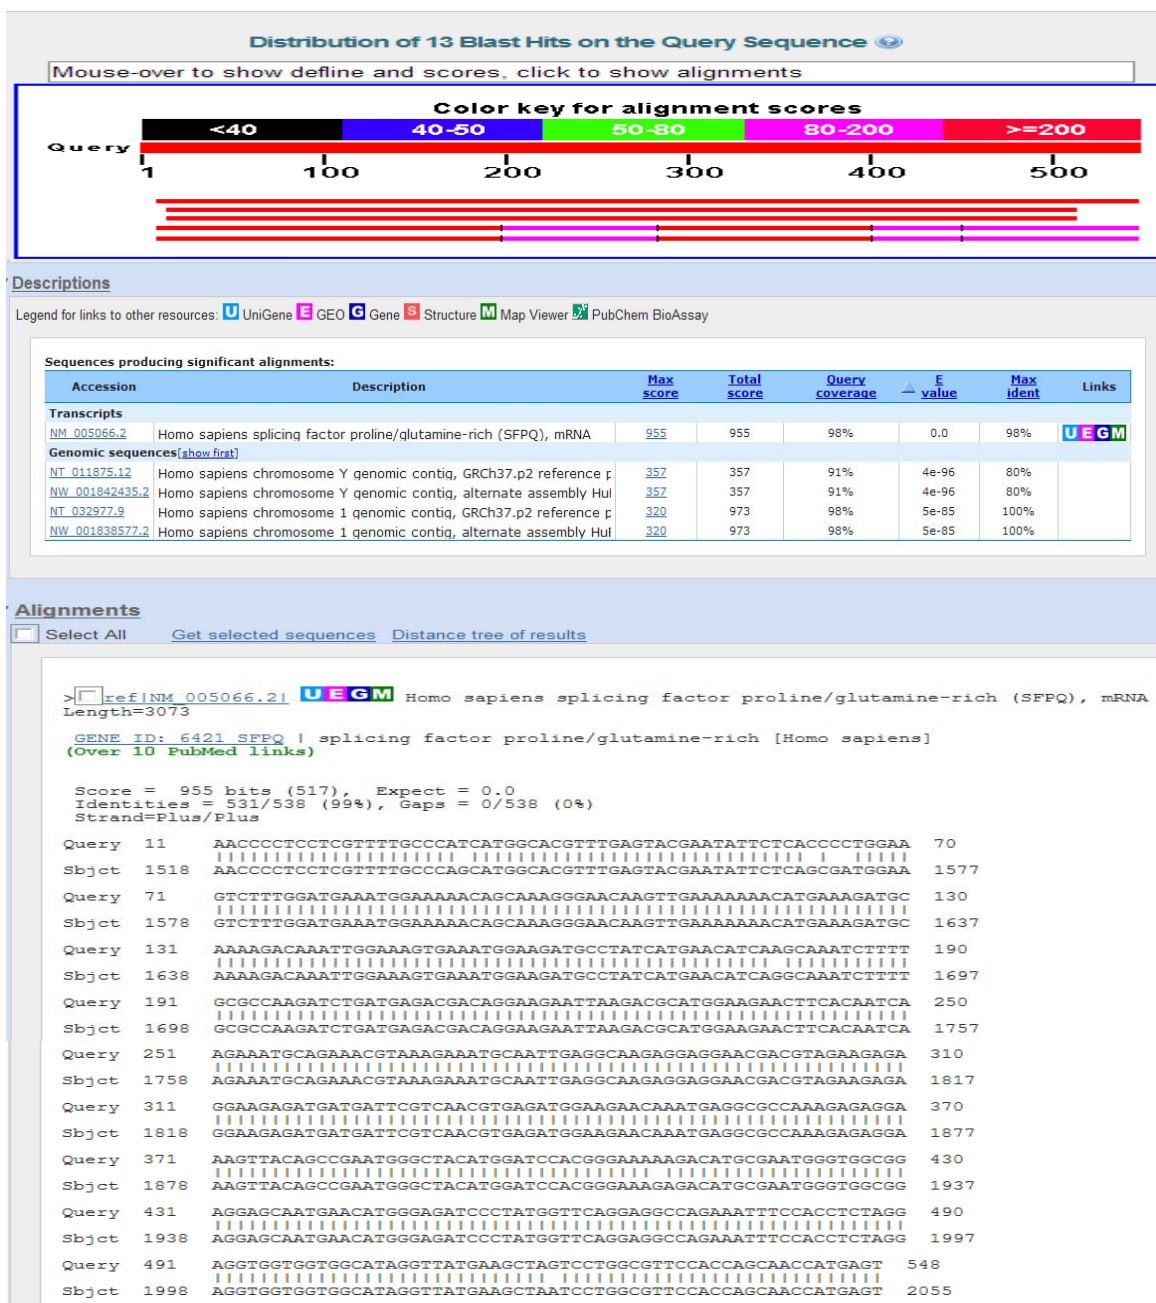 Distribution of 13 Blast Hits on the Query Sequence
Mouse-over to show defline and scores, click to show alignments
Color key for alignment scores
<40 40-50 50-80 80-200 >=200
Query
1 100 200 300 400 500
Descriptions
Legend for links to other resources: U UniGene E GEO G Gene S Structure M Map Viewer PubChem BioAssay
Sequences producing significant alignments:
Accession Description Max score Total score Query coverage E value Max ident Links
Transcripts
NM_005066.2 Homo sapiens splicing factor proline/glutamine-rich (SFPQ), mRNA 955 955 98% 0.0 98% U E G M
Genomic sequences[show first]
NT_011875.12 Homo sapiens chromosome Y genomic contig, GRCh37.p2 reference p 357 357 91% 4e-96 80%
NW_001842435.2 Homo sapiens chromosome Y genomic contig, alternate assembly Hu 357 357 91% 4e-96 80%
NT_032977.9 Homo sapiens chromosome 1 genomic contig, GRCh37.p2 reference p 320 973 98% 5e-85 100%
NW_001838577.2 Homo sapiens chromosome 1 genomic contig, alternate assembly Hu 320 973 98% 5e-85 100%
Alignments
Select All Get selected sequences Distance tree of results
>ref|NM_005066.2| U E G M Homo sapiens splicing factor proline/glutamine-rich (SFPQ), mRNA
Length=3073
GENE ID: 6421 SFPQ | splicing factor proline/glutamine-rich [Homo sapiens]
(Over 10 PubMed links)
Score = 955 bits (517), Expect = 0.0
Identities = 531/538 (99%), Gaps = 0/538 (0%)
Strand=Plus/Plus
Query 11 AACCCCTCCTCGTTTTGCCCATCATGGCACGTTTGAGTACGAATATTCTCACCCCTGGAA 70
Sbjct 1518 AACCCCTCCTCGTTTTGCCCAGCATGGCACGTTTGAGTACGAATATTCTCAGCGATGGAA 1577
Query 71 GTCTTTGGATGAAATGGAAAAACAGCAAAGGGAACAAGTTGAAAAAAACATGAAAGATGC 130
Sbjct 1578 GTCTTTGGATGAAATGGAAAAACAGCAAAGGGAACAAGTTGAAAAAAACATGAAAGATGC 1637
Query 131 AAAAGACAAATTGGAAAGTGAAATGGAAGATGCCTATCATGAACATCAAGCAAATCTTTT 190
Sbjct 1638 AAAAGACAAATTGGAAAGTGAAATGGAAGATGCCTATCATGAACATCAGGCAAATCTTTT 1697
Query 191 GCGCCAAGATCTGATGAGACGACAGGAAGAATTAAGACGCATGGAAGAACTTCACAATCA 250
Sbjct 1698 GCGCCAAGATCTGATGAGACGACAGGAAGAATTAAGACGCATGGAAGAACTTCACAATCA 1757
Query 251 AGAAATGCAGAAACGTAAAGAAATGCAATTGAGGCAAGAGGAGGAACGACGTAGAAGAGA 310
Sbjct 1758 AGAAATGCAGAAACGTAAAGAAATGCAATTGAGGCAAGAGGAGGAACGACGTAGAAGAGA 1817
Query 311 GGAAGAGATGATGATTCGTCAACGTGAGATGGAAGAACAAATGAGGCGCCAAAGAGAGGA 370
Sbjct 1818 GGAAGAGATGATGATTCGTCAACGTGAGATGGAAGAACAAATGAGGCGCCAAAGAGAGGA 1877
Query 371 AAGTTACAGCCGAATGGGCTACATGGATCCACGGGAAAAAGACATGCGAATGGGTGGCGG 430
Sbjct 1878 AAGTTACAGCCGAATGGGCTACATGGATCCACGGGAAAGAGACATGCGAATGGGTGGCGG 1937
Query 431 AGGAGCAATGAACATGGGAGATCCCTATGGTTCAGGAGGCCAGAAATTTCCACCTCTAGG 490
Sbjct 1938 AGGAGCAATGAACATGGGAGATCCCTATGGTTCAGGAGGCCAGAAATTTCCACCTCTAGG 1997
Query 491 AGGTGGTGGTGGCATAGGTTATGAAGCTAGTCCTGGCGTTCCACCAGCAACCATGAGT 548
Sbjct 1998 AGGTGGTGGTGGCATAGGTTATGAAGCTAATCCTGGCGTTCCACCAGCAACCATGAGT 2055